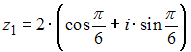 z₁ = 2 · (cos π/6 + i · sin π/6)